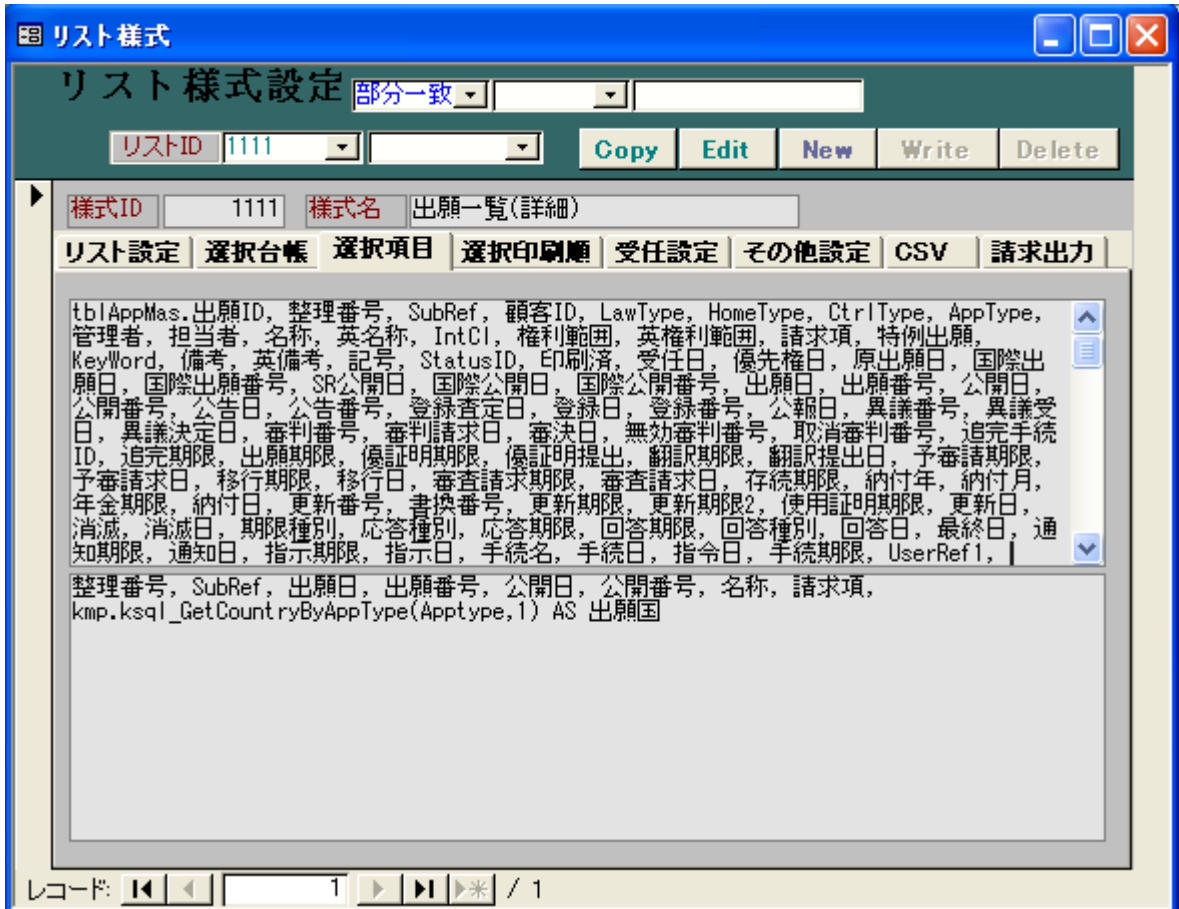 リスト様式
リスト様式設定 部分一致
リストID 1111 Copy Edit New Write Delete
様式ID 1111 様式名 出願一覧(詳細)
リスト設定 選択台帳 選択項目 選択印刷順 受任設定 その他設定 CSV 請求出力
tblAppMas.出願ID, 整理番号, SubRef, 顧客ID, LawType, HomeType, CtrlType, AppType,
管理者, 担当者, 名称, 英名称, IntCl, 権利範囲, 英権利範囲, 請求項, 特例出願,
KeyWord, 備考, 英備考, 記号, StatusID, 印刷済, 受任日, 優先権日, 原出願日, 国際出
願日, 国際出願番号, SR公開日, 国際公開日, 国際公開番号, 出願日, 出願番号, 公開日,
公開番号, 公告日, 公告番号, 登録査定日, 登録日, 登録番号, 公報日, 異議番号, 異議受
日, 異議決定日, 審判番号, 審判請求日, 審決日, 無効審判番号, 取消審判番号, 追完手続
ID, 追完期限, 出願期限, 優証明期限, 優証明提出, 翻訳期限, 翻訳提出日, 予審請期限,
予審請求日, 移行期限, 移行日, 審査請求期限, 審査請求日, 存続期限, 納付年, 納付月,
年金期限, 納付日, 更新番号, 書換番号, 更新期限, 更新期限2, 使用証明期限, 更新日,
消滅, 消滅日, 期限種別, 応答種別, 応答期限, 回答期限, 回答種別, 回答日, 最終日, 通
知期限, 通知日, 指示期限, 指示日, 手続名, 手続日, 指令日, 手続期限, UserRef1,
整理番号, SubRef, 出願日, 出願番号, 公開日, 公開番号, 名称, 請求項,
kmp.ksql_GetCountryByAppType(Apptype,1) AS 出願国
レコード: 1 / 1